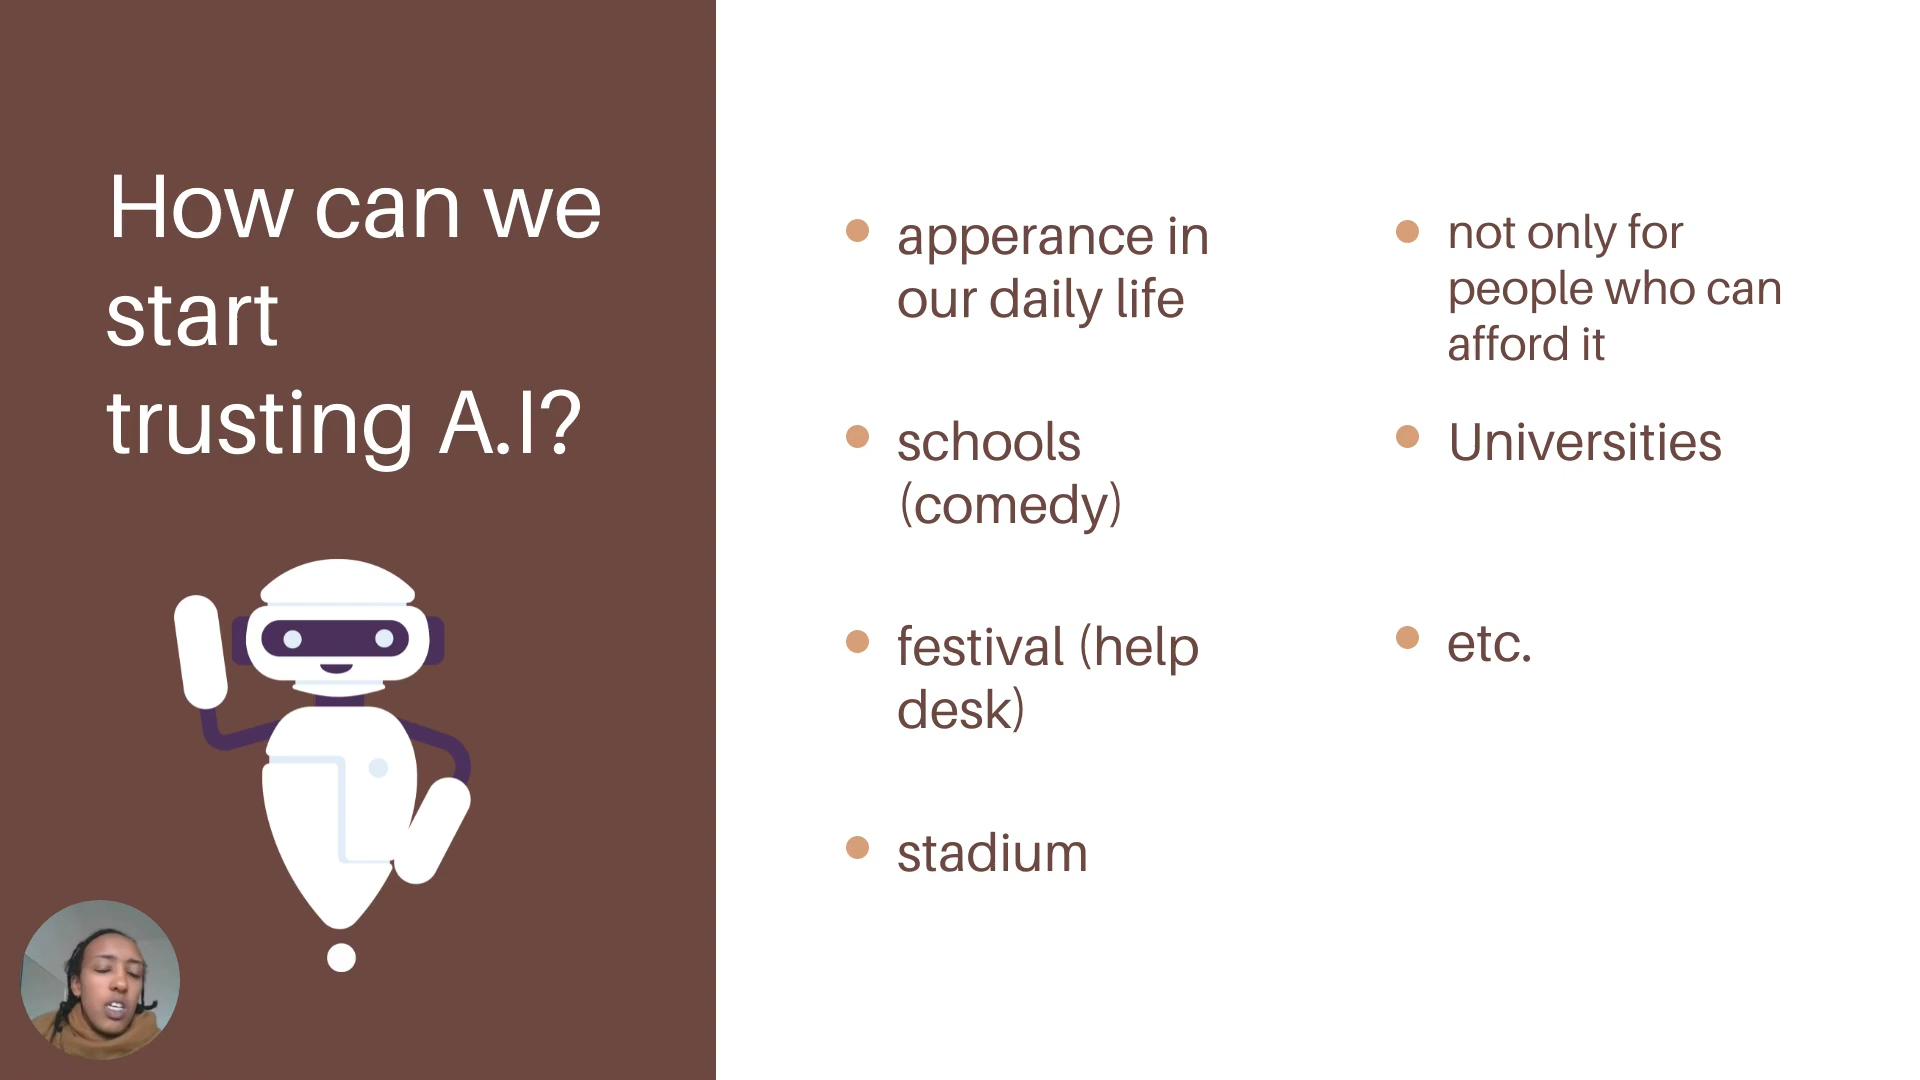 How can we
start
trusting A.I?
apperance in
our daily life
schools
(comedy)
festival (help
desk)
stadium
not only for
people who can
afford it
Universities
etc.